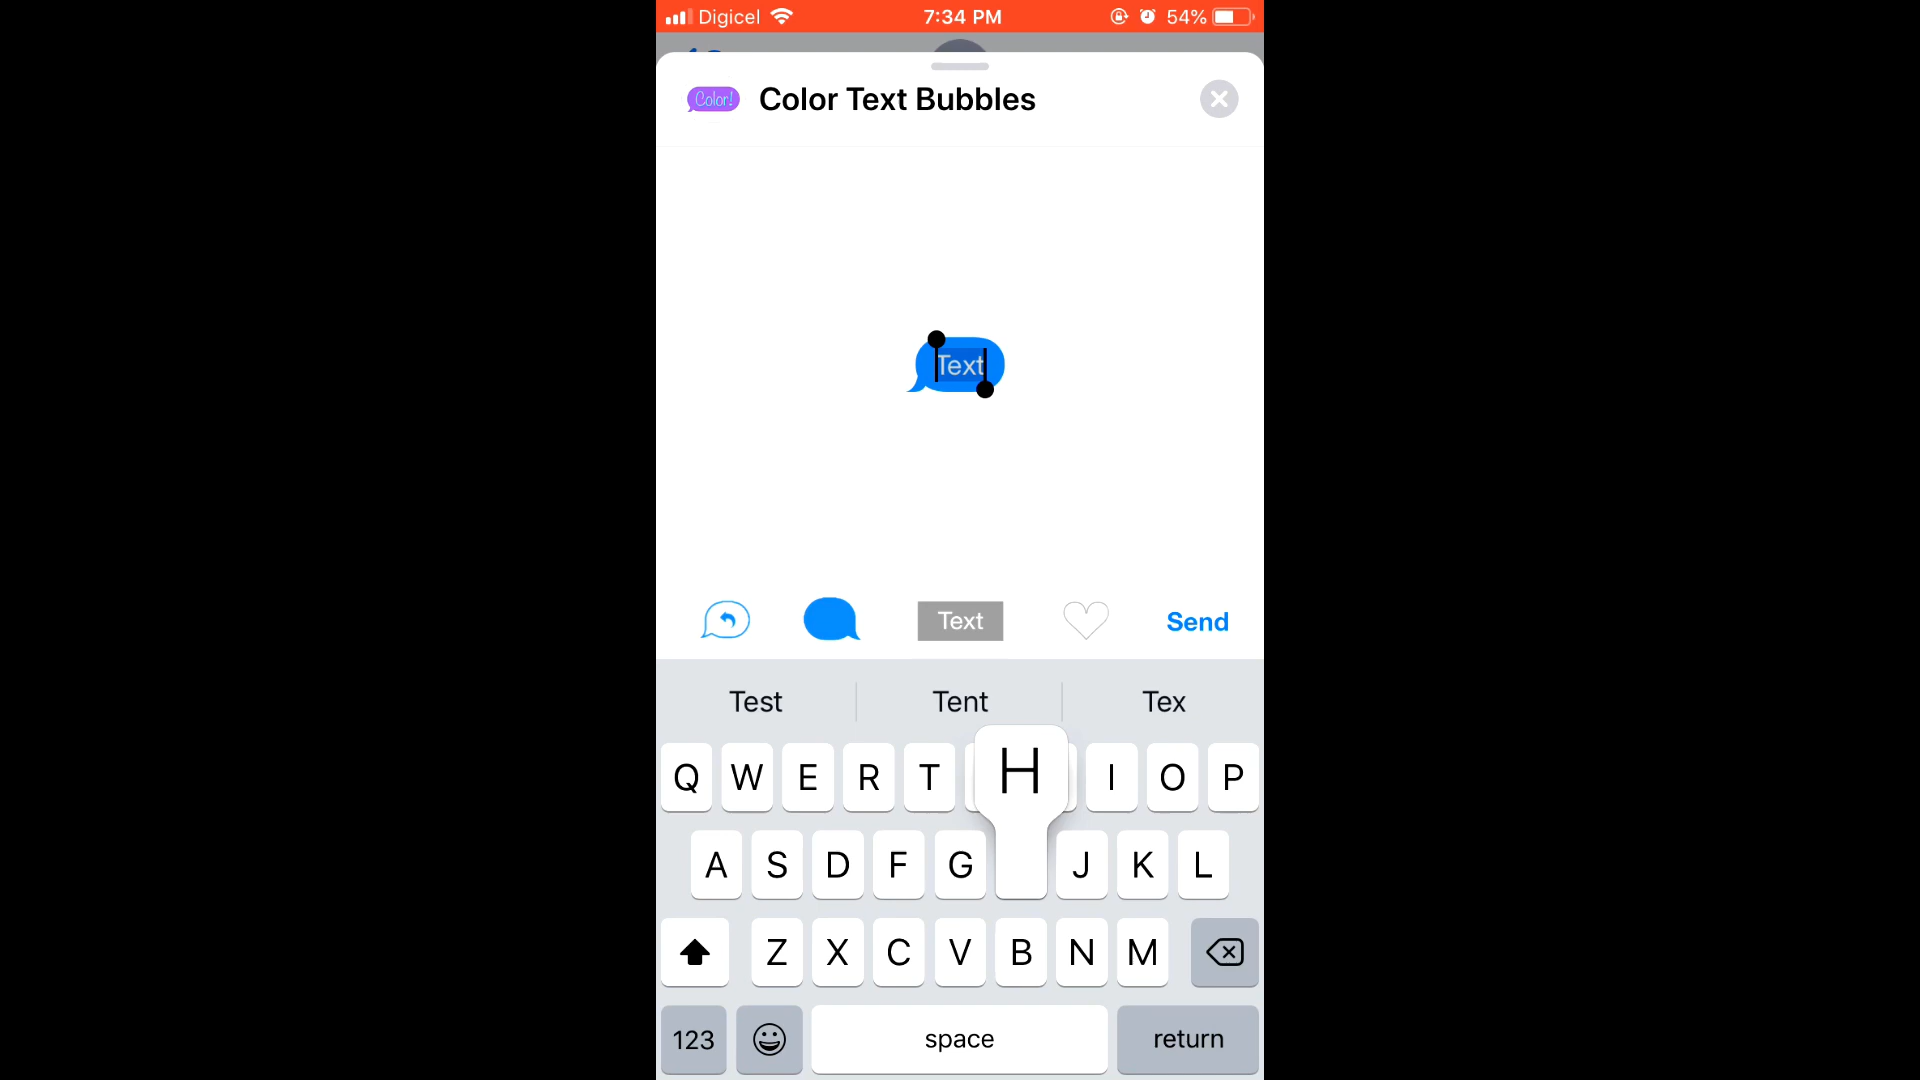 Digicel 7:34 PM 54%
Color! Color Text Bubbles
Text
Text Send
Test Tent Tex
Q W E R T H I O P
A S D F G J K L
Z X C V B N M
123 space return